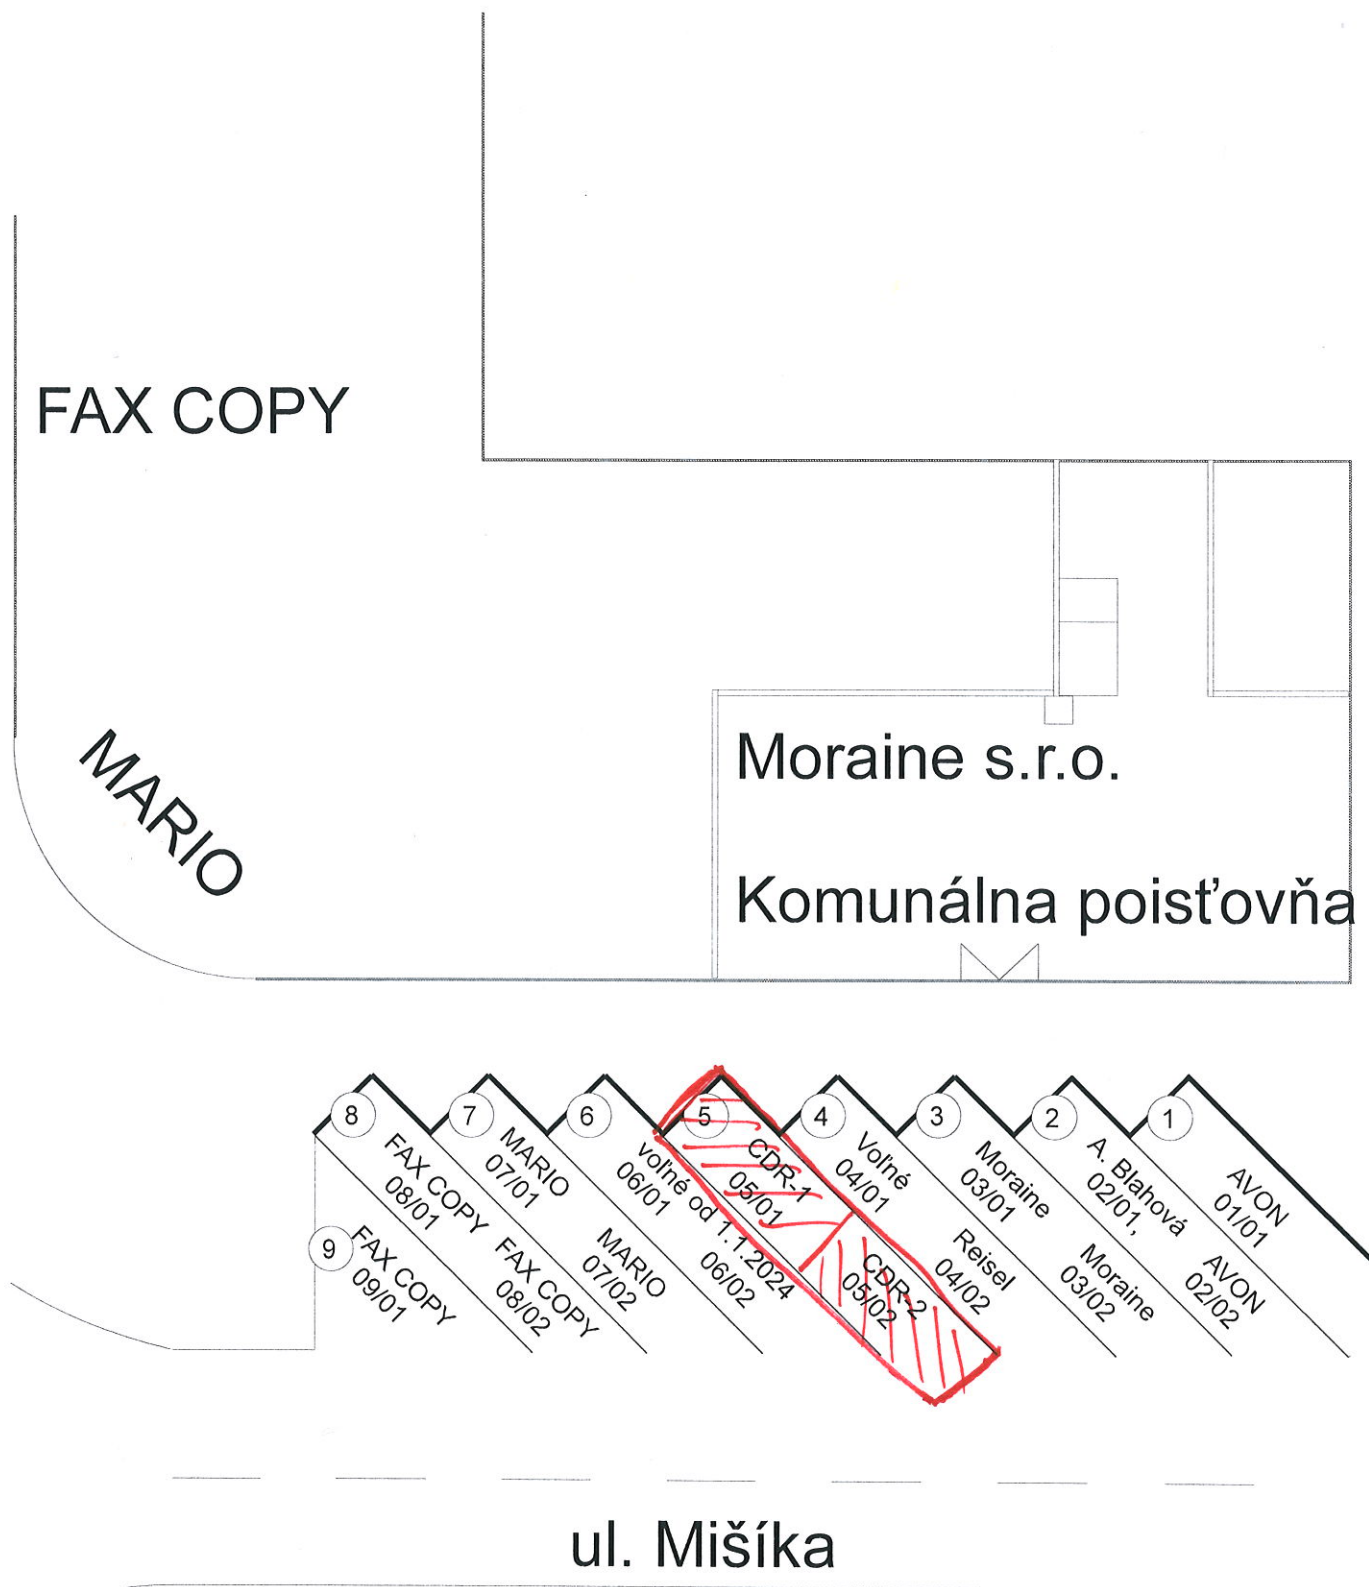 FAX COPY
MARIO
Moraine s.r.o.
Komunálna poisťovňa
8
FAX COPY
08/01
FAX COPY
08/02
7
MARIO
07/01
MARIO
07/02
6
voľné od 1.1.2024
06/01
06/02
5
CDR-1
05/01
CDR-2
05/02
4
Voľné
04/01
Reisel
04/02
3
Moraine
03/01
Moraine
03/02
2
A. Blahová
02/01,
AVON
02/02
1
AVON
01/01
9
FAX COPY
09/01
ul. Mišíka